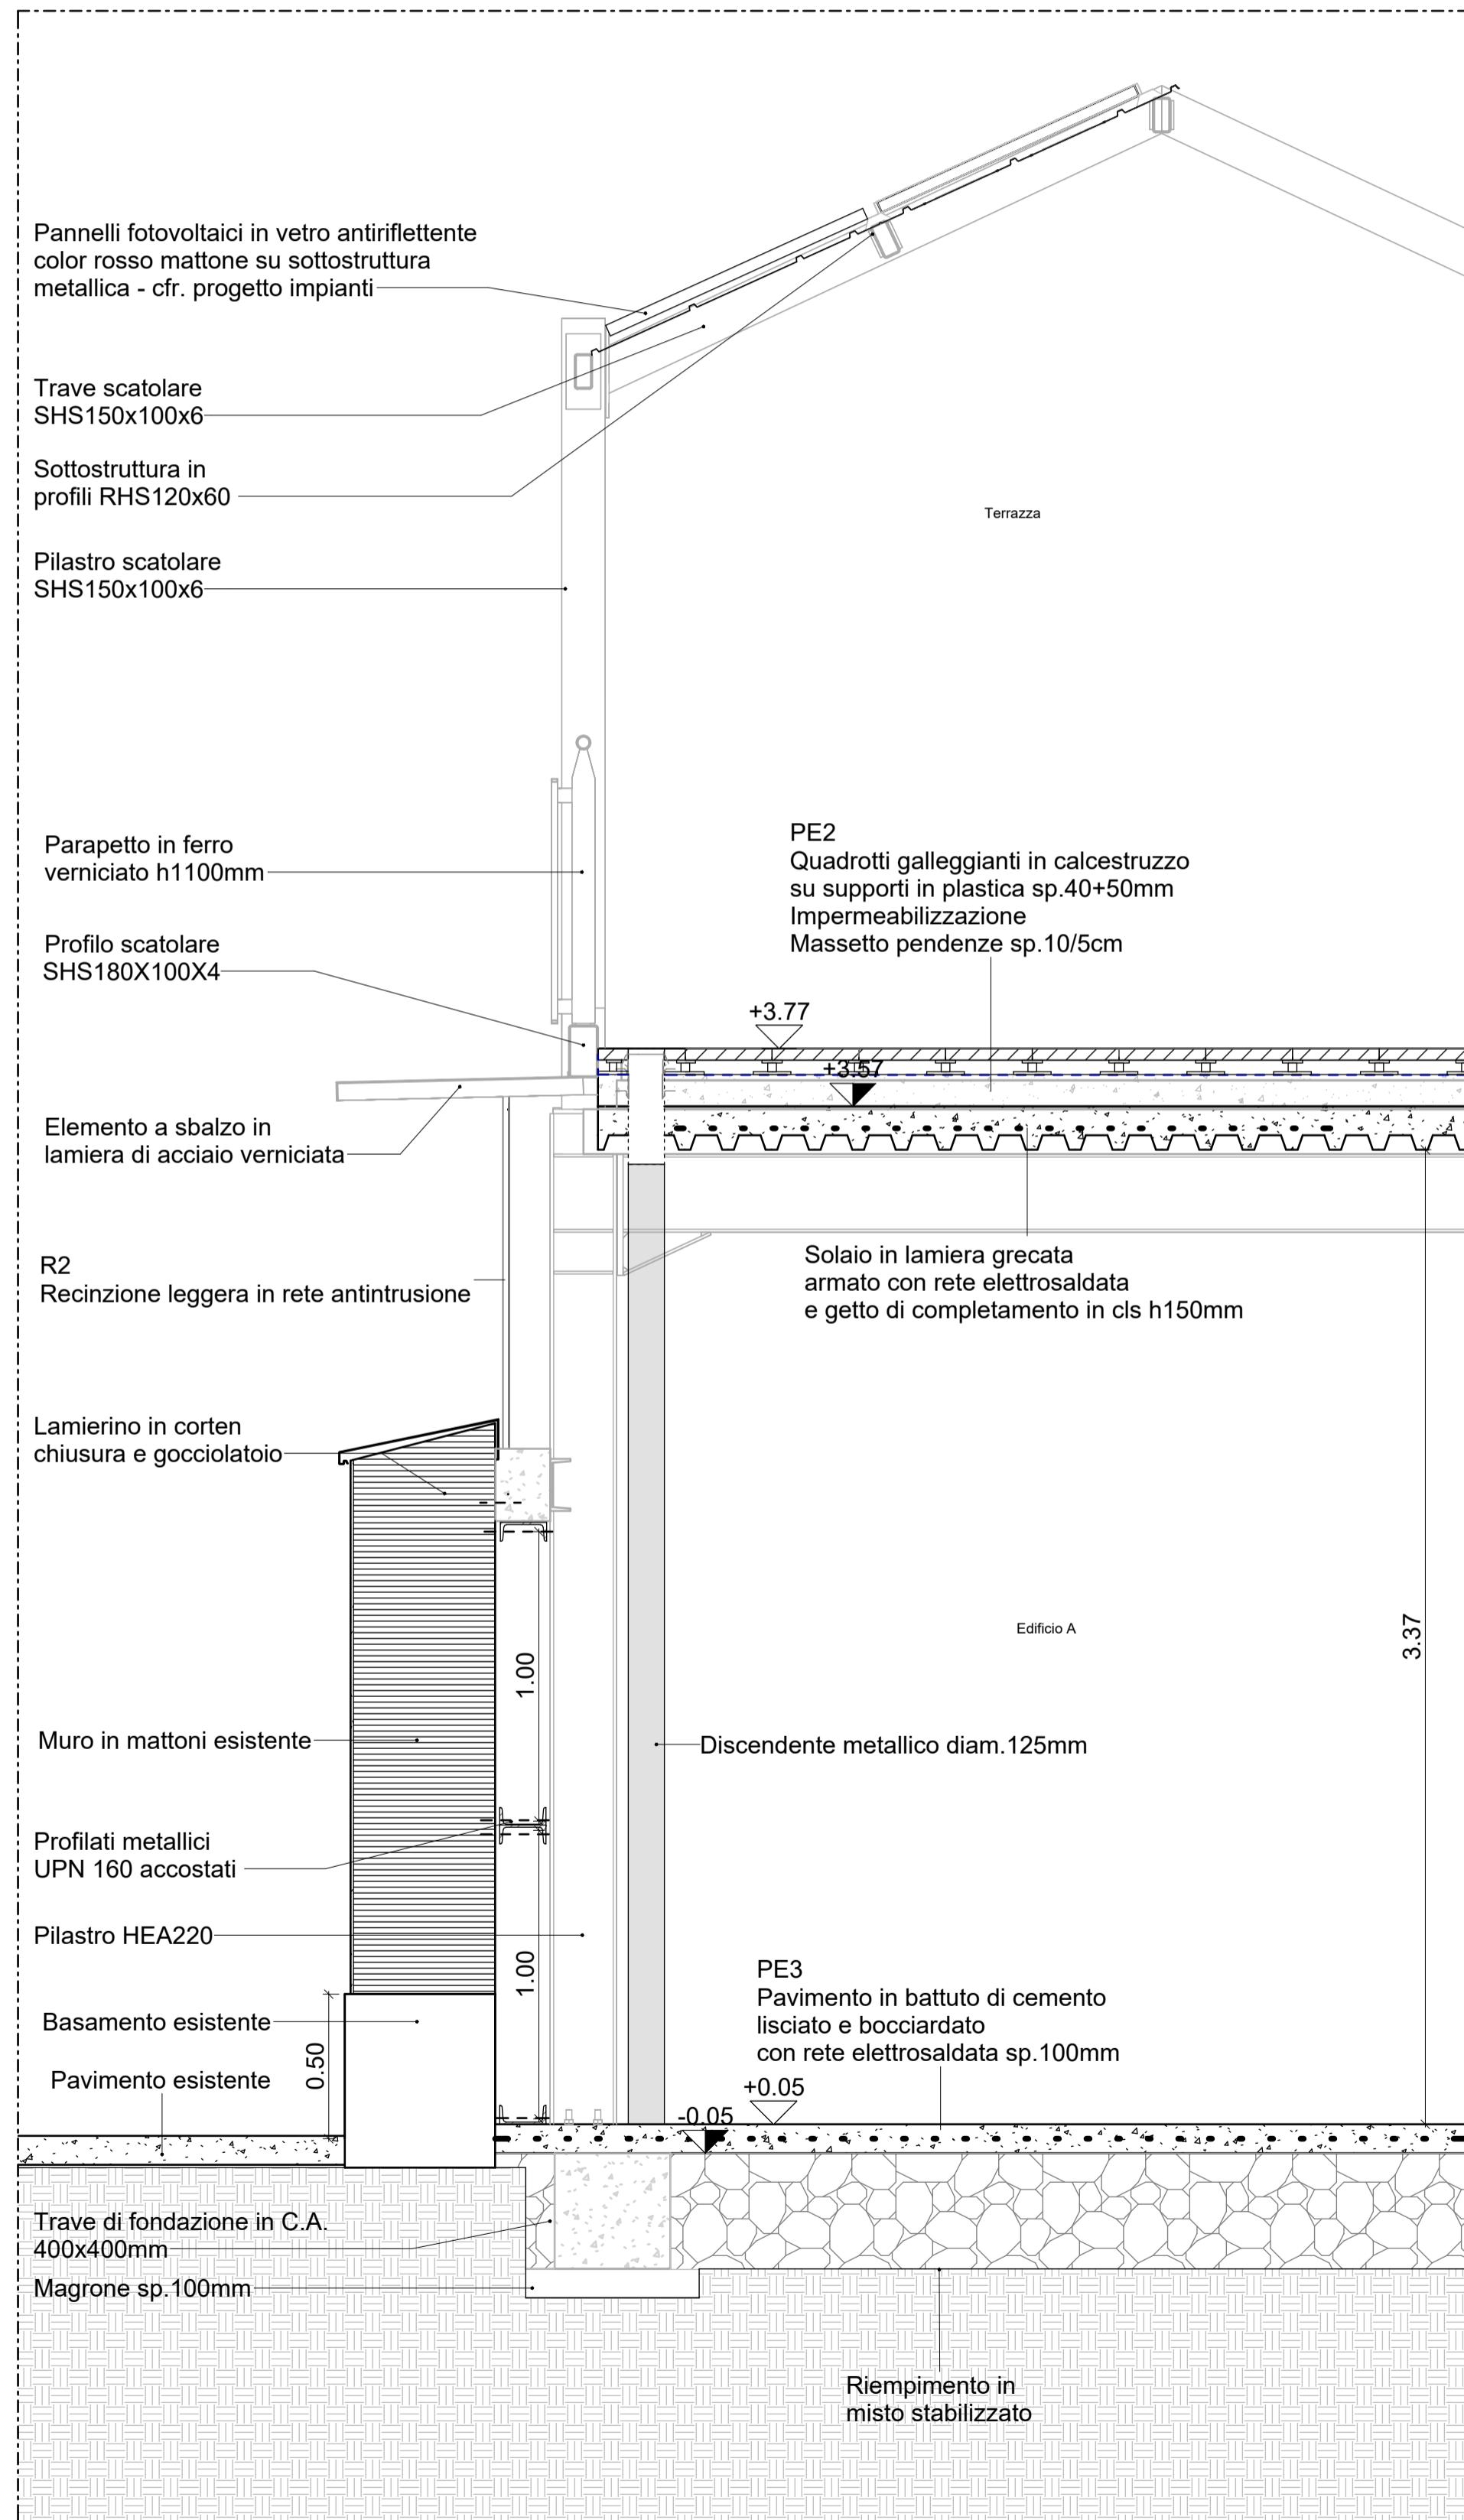 Pannelli fotovoltaici in vetro antiriflettente
color rosso mattone su sottostruttura
metallica - cfr. progetto impianti
Trave scatolare
SHS150x100x6
Sottostruttura in
profili RHS120x60
Terrazza
Pilastro scatolare
SHS150x100x6
Parapetto in ferro
verniciato h1100mm
PE2
Quadrotti galleggianti in calcestruzzo
su supporti in plastica sp.40+50mm
Impermeabilizzazione
Massetto pendenze sp.10/5cm
Profilo scatolare
SHS180X100X4
+3.77
+3.57
Elemento a sbalzo in
lamiera di acciaio verniciata
R2
Recinzione leggera in rete antintrusione
Solaio in lamiera grecata
armato con rete elettrosaldata
e getto di completamento in cls h150mm
Lamierino in corten
chiusura e gocciolatoio
Edificio A
3.37
1.00
Muro in mattoni esistente
Discendente metallico diam.125mm
Profilati metallici
UPN 160 accostati
Pilastro HEA220
1.00
PE3
Pavimento in battuto di cemento
lisciato e bocciardato
con rete elettrosaldata sp.100mm
Basamento esistente
0.50
Pavimento esistente
+0.05
-0.05
Trave di fondazione in C.A.
400x400mm
Magrone sp.100mm
Riempimento in
misto stabilizzato